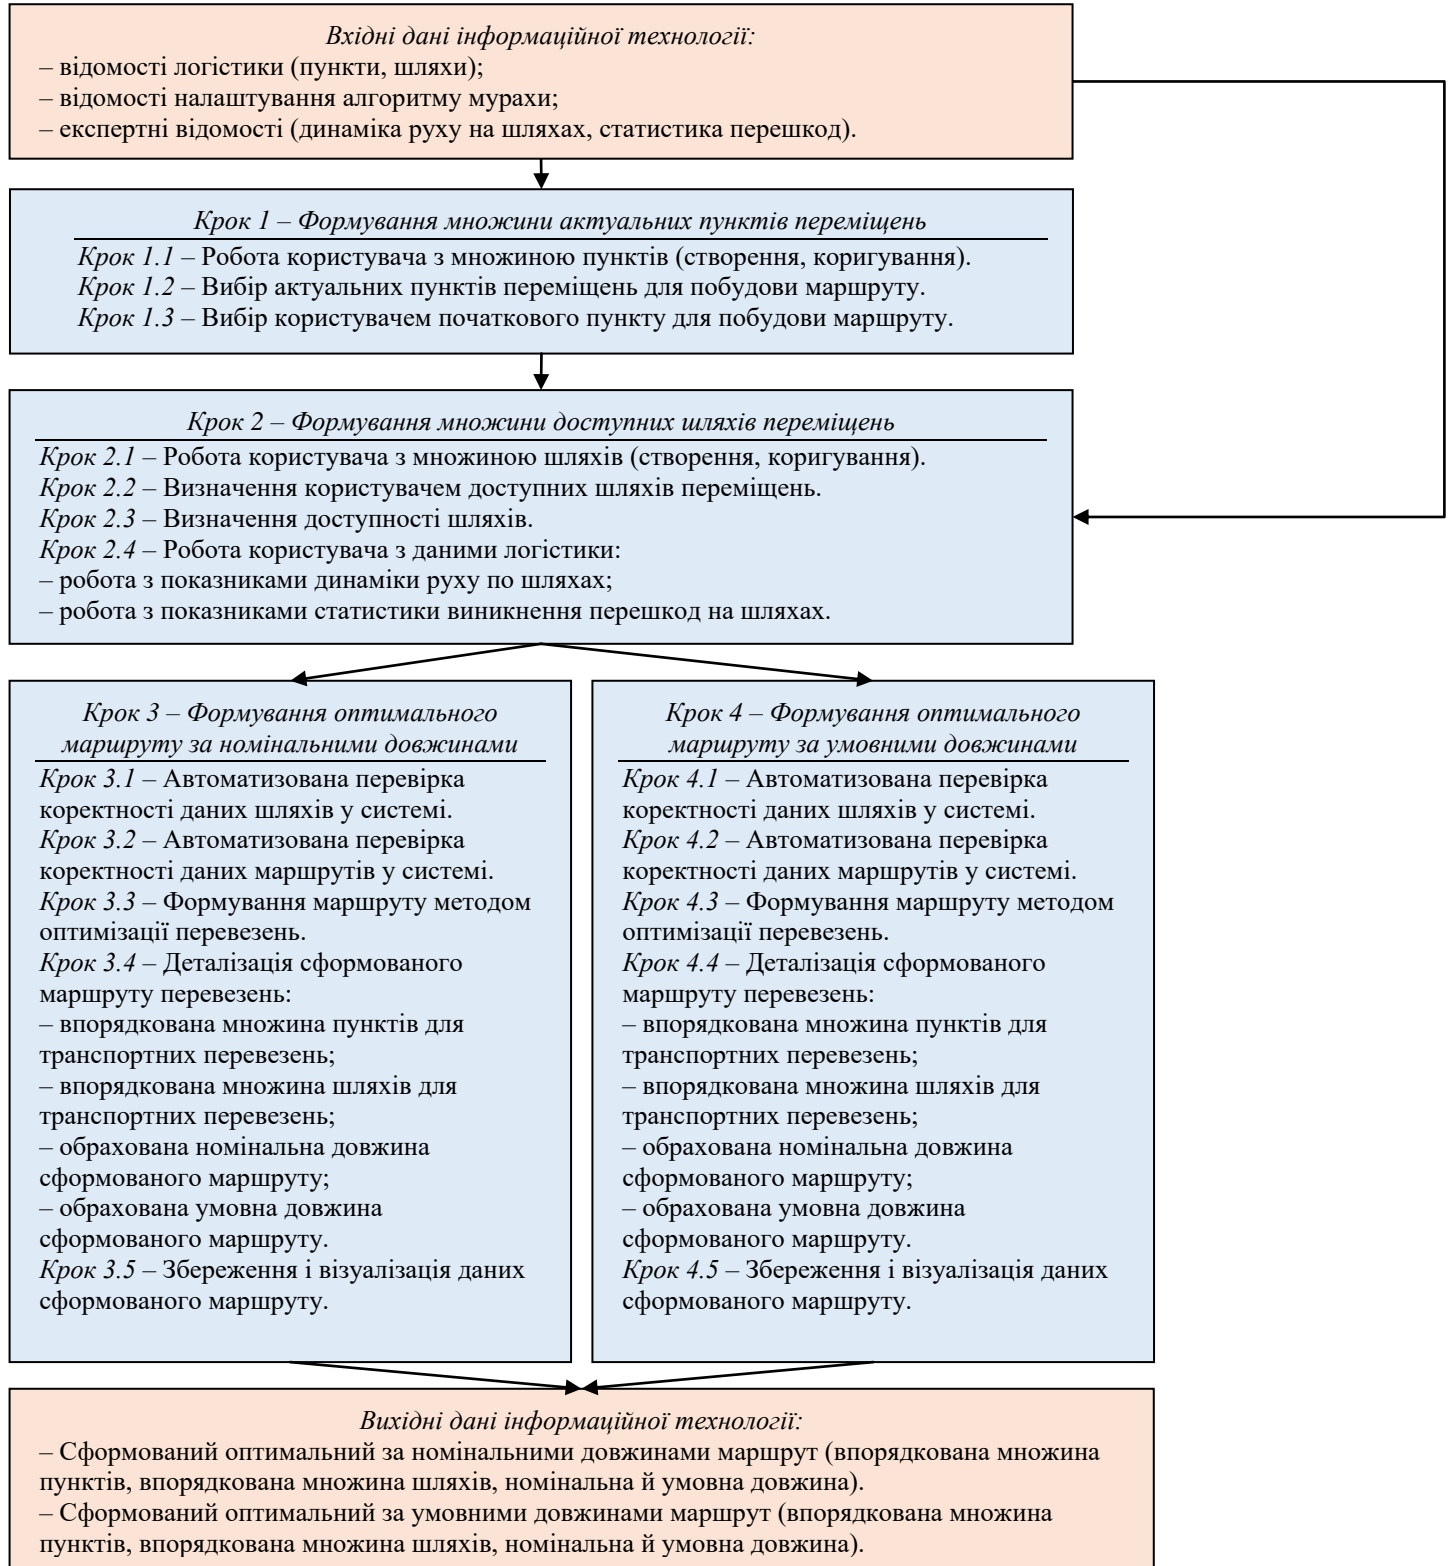 Вхідні дані інформаційної технології:
– відомості логістики (пункти, шляхи);
– відомості налаштування алгоритму мурахи;
– експертні відомості (динаміка руху на шляхах, статистика перешкод).
Крок 1 – Формування множини актуальних пунктів переміщень
Крок 1.1 – Робота користувача з множиною пунктів (створення, коригування).
Крок 1.2 – Вибір актуальних пунктів переміщень для побудови маршруту.
Крок 1.3 – Вибір користувачем початкового пункту для побудови маршруту.
Крок 2 – Формування множини доступних шляхів переміщень
Крок 2.1 – Робота користувача з множиною шляхів (створення, коригування).
Крок 2.2 – Визначення користувачем доступних шляхів переміщень.
Крок 2.3 – Визначення доступності шляхів.
Крок 2.4 – Робота користувача з даними логістики:
– робота з показниками динаміки руху по шляхах;
– робота з показниками статистики виникнення перешкод на шляхах.
Крок 3 – Формування оптимального
маршруту за номінальними довжинами
Крок 3.1 – Автоматизована перевірка
коректності даних шляхів у системі.
Крок 3.2 – Автоматизована перевірка
коректності даних маршрутів у системі.
Крок 3.3 – Формування маршруту методом
оптимізації перевезень.
Крок 3.4 – Деталізація сформованого
маршруту перевезень:
– впорядкована множина пунктів для
транспортних перевезень;
– впорядкована множина шляхів для
транспортних перевезень;
– обрахована номінальна довжина
сформованого маршруту;
– обрахована умовна довжина
сформованого маршруту.
Крок 3.5 – Збереження і візуалізація даних
сформованого маршруту.
Крок 4 – Формування оптимального
маршруту за умовними довжинами
Крок 4.1 – Автоматизована перевірка
коректності даних шляхів у системі.
Крок 4.2 – Автоматизована перевірка
коректності даних маршрутів у системі.
Крок 4.3 – Формування маршруту методом
оптимізації перевезень.
Крок 4.4 – Деталізація сформованого
маршруту перевезень:
– впорядкована множина пунктів для
транспортних перевезень;
– впорядкована множина шляхів для
транспортних перевезень;
– обрахована номінальна довжина
сформованого маршруту;
– обрахована умовна довжина
сформованого маршруту.
Крок 4.5 – Збереження і візуалізація даних
сформованого маршруту.
Вихідні дані інформаційної технології:
– Сформований оптимальний за номінальними довжинами маршрут (впорядкована множина
пунктів, впорядкована множина шляхів, номінальна й умовна довжина).
– Сформований оптимальний за умовними довжинами маршрут (впорядкована множина
пунктів, впорядкована множина шляхів, номінальна й умовна довжина).